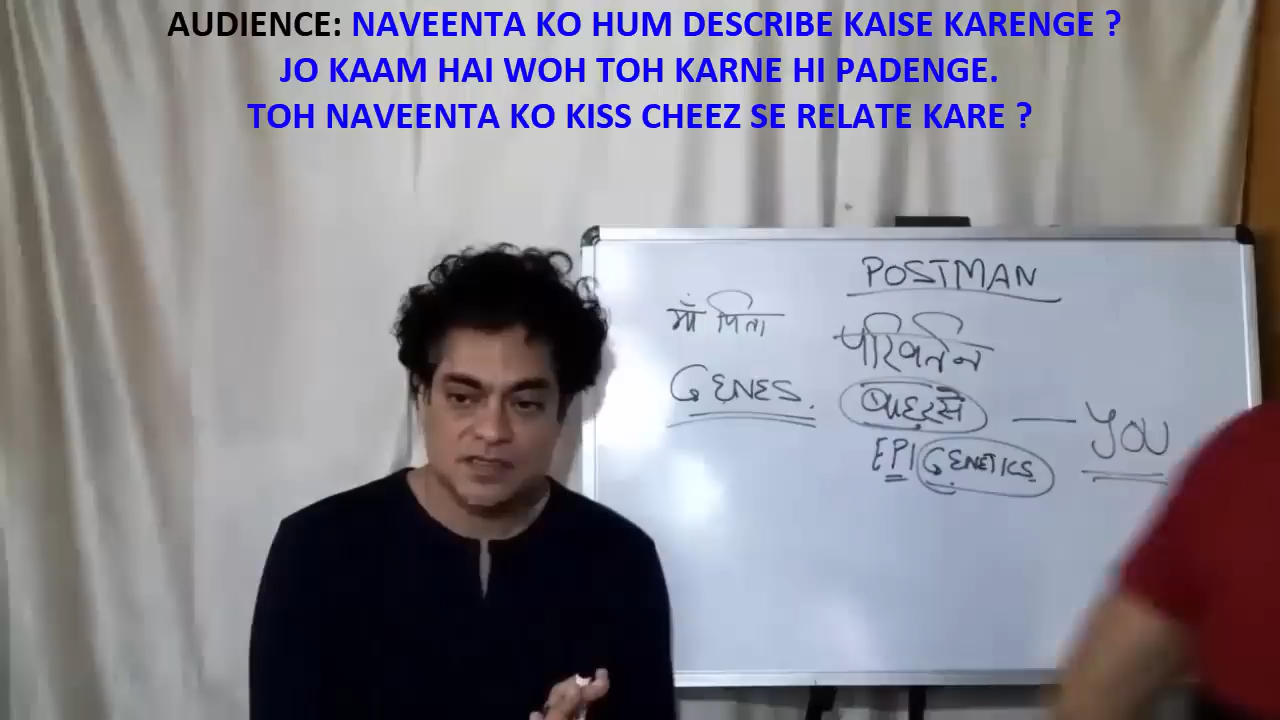 AUDIENCE: NAVEENTA KO HUM DESCRIBE KAISE KARENGE ?
JO KAAM HAI WOH TOH KARNE HI PADENGE.
TOH NAVEENTA KO KISS CHEEZ SE RELATE KARE ?
POSTMAN
माँ पिता
परिवर्तन
GENES.
बाहरसे — YOU
EPIGENETICS